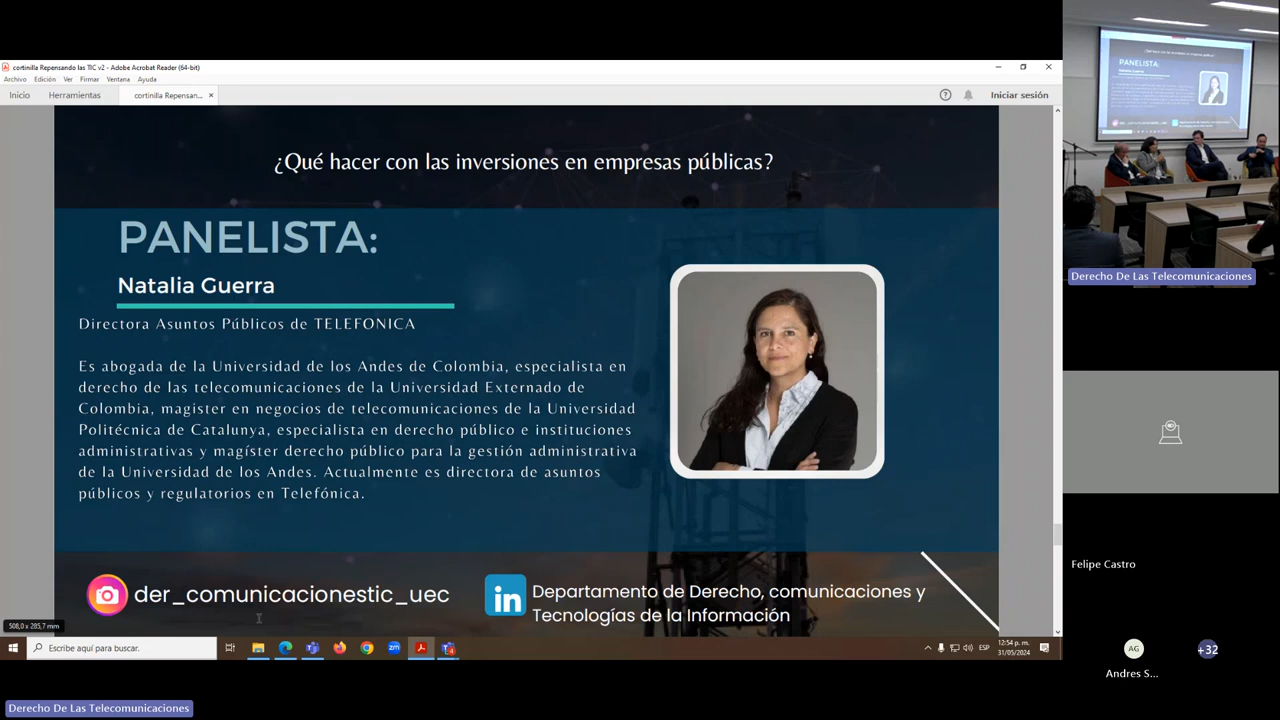 cortinilla Repensando las TIC v2 - Adobe Acrobat Reader (64-bit)
Archivo Edición Ver Firmar Ventana Ayuda
Inicio Herramientas cortinilla Repensan... × Iniciar sesión
¿Qué hacer con las inversiones en empresas públicas?
PANELISTA:
Natalia Guerra
Directora Asuntos Públicos de TELEFONICA
Es abogada de la Universidad de los Andes de Colombia, especialista en
derecho de las telecomunicaciones de la Universidad Externado de
Colombia, magister en negocios de telecomunicaciones de la Universidad
Politécnica de Catalunya, especialista en derecho público e instituciones
administrativas y magíster derecho público para la gestión administrativa
de la Universidad de los Andes. Actualmente es directora de asuntos
públicos y regulatorios en Telefónica.
der_comunicacionestic_uec
in Departamento de Derecho, comunicaciones y
Tecnologías de la Información
508,0 x 285,7 mm
Escribe aquí para buscar.
zm
ESP
12:54 p. m.
31/05/2024
Derecho De Las Telecomunicaciones
PANELISTA:
Derecho De Las Telecomunicaciones
Felipe Castro
AG
Andres S...
+32